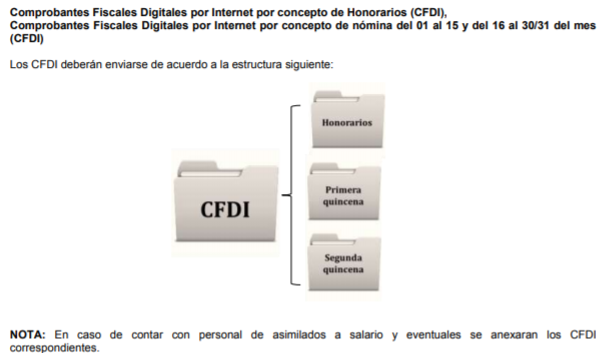 Comprobantes Fiscales Digitales por Internet por concepto de Honorarios (CFDI),
Comprobantes Fiscales Digitales por Internet por concepto de nómina del 01 al 15 y del 16 al 30/31 del mes
(CFDI)
Los CFDI deberán enviarse de acuerdo a la estructura siguiente:
CFDI
Honorarios
Primera
quincena
Segunda
quincena
NOTA: En caso de contar con personal de asimilados a salario y eventuales se anexaran los CFDI
correspondientes.